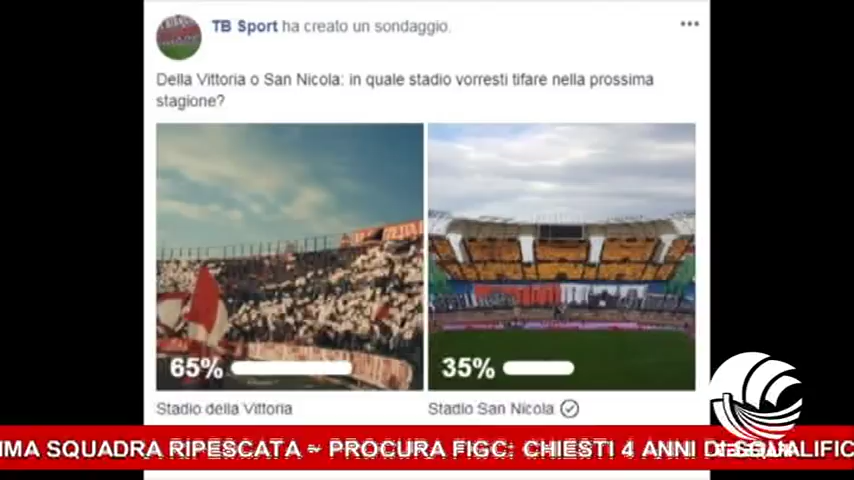 TB Sport ha creato un sondaggio.
Della Vittoria o San Nicola: in quale stadio vorresti tifare nella prossima
stagione?
65%
35%
Stadio della Vittoria
Stadio San Nicola
IMA SQUADRA RIPESCATA ~ PROCURA FIGC: CHIESTI 4 ANNI DI SQUALIFIC